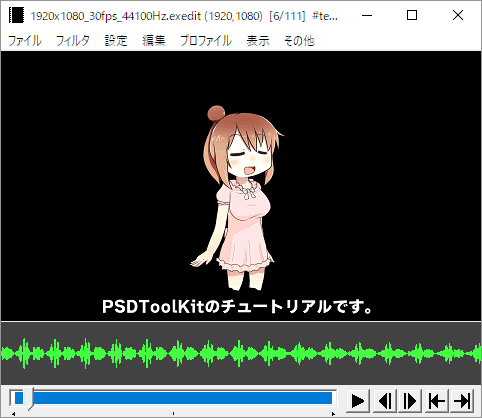 1920x1080_30fps_44100Hz.exedit (1920,1080) [6/111] #te...
ファイル フィルタ 設定 編集 プロファイル 表示 その他
PSDToolKitのチュートリアルです。